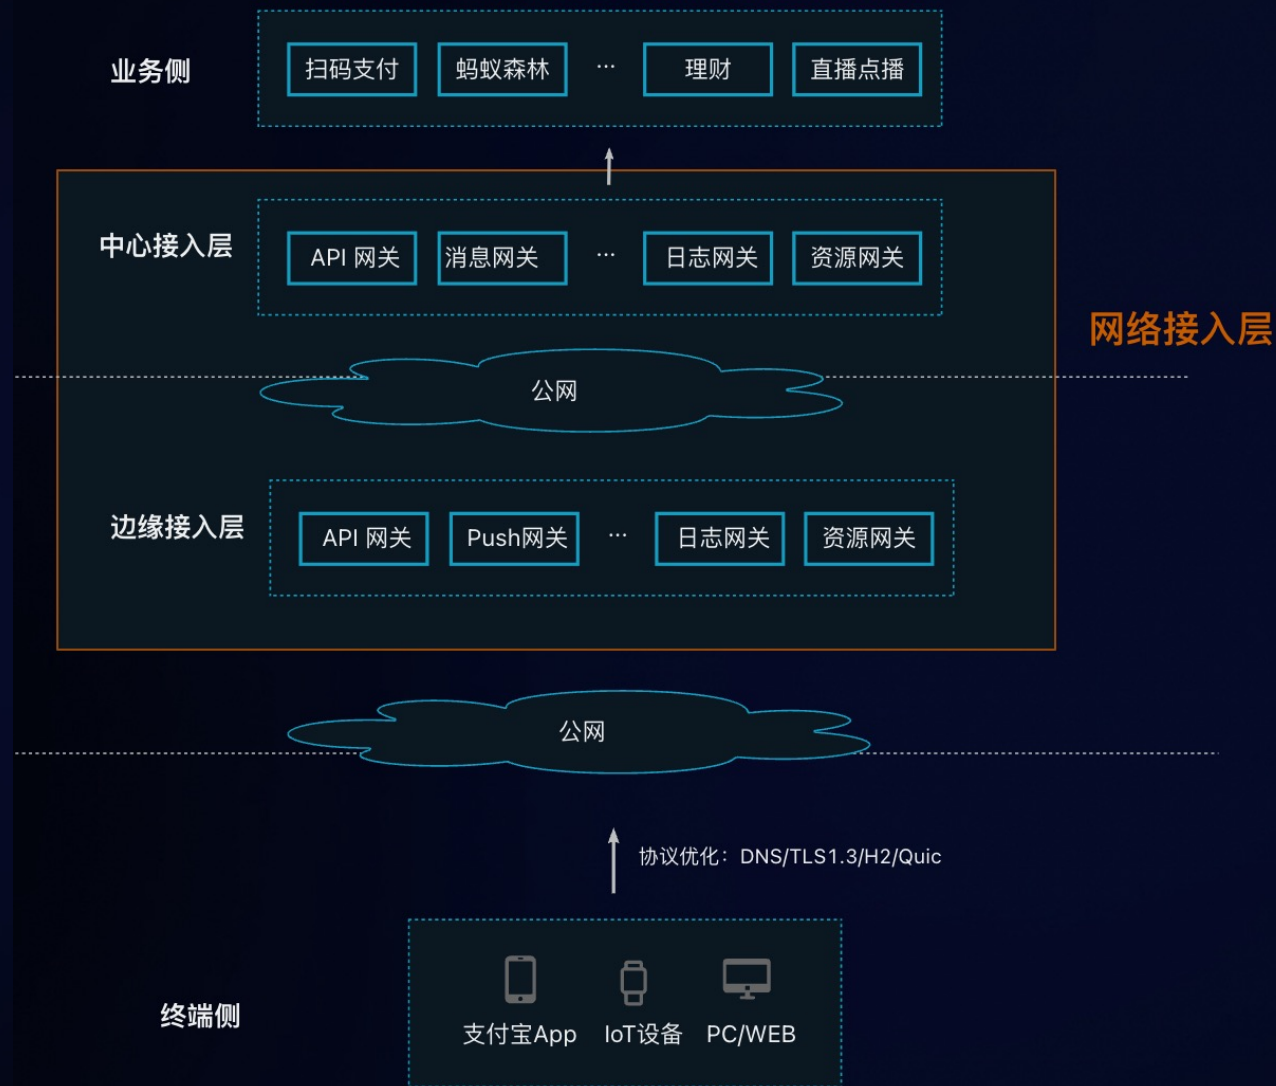 业务侧
扫码支付 蚂蚁森林 ··· 理财 直播点播
中心接入层
API 网关 消息网关 ··· 日志网关 资源网关
网络接入层
公网
边缘接入层
API 网关 Push网关 ··· 日志网关 资源网关
公网
协议优化：DNS/TLS1.3/H2/Quic
终端侧
支付宝App IoT设备 PC/WEB